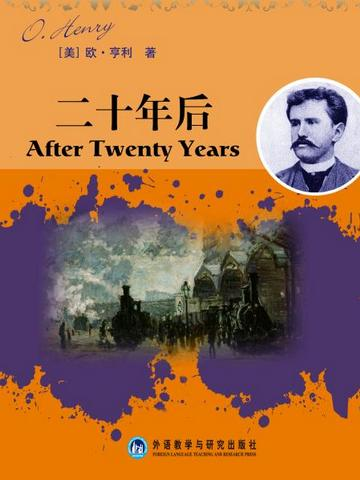 O. Henry
[美] 欧·亨利 著
二十年后
After Twenty Years
外语教学与研究出版社
FOREIGN LANGUAGE TEACHING AND RESEARCH PRESS